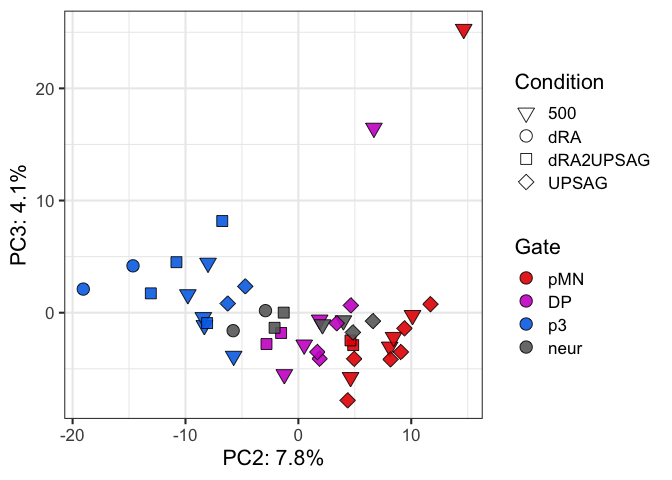 20
10
0
-20
-10
0
10
PC2: 7.8%
PC3: 4.1%
Condition
500
dRA
dRA2UPSAG
UPSAG
Gate
pMN
DP
p3
neur